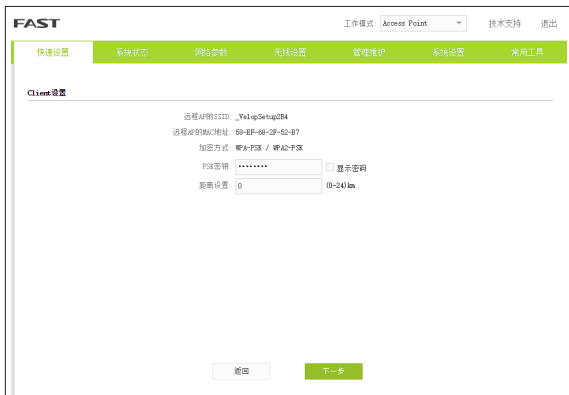 FAST 工作模式: Access Point 技术支持 退出
快速设置 系统状态 网络参数 无线设置 管理维护 系统设置 常用工具
Client设置
远程AP的SSID: _VelopSetup2B4
远程AP的MAC地址: 58-EF-68-2F-52-B7
加密方式: WPA-PSK / WPA2-PSK
PSK密钥: •••••••• 显示密码
距离设置: 0 (0-24)km
返回 下一步